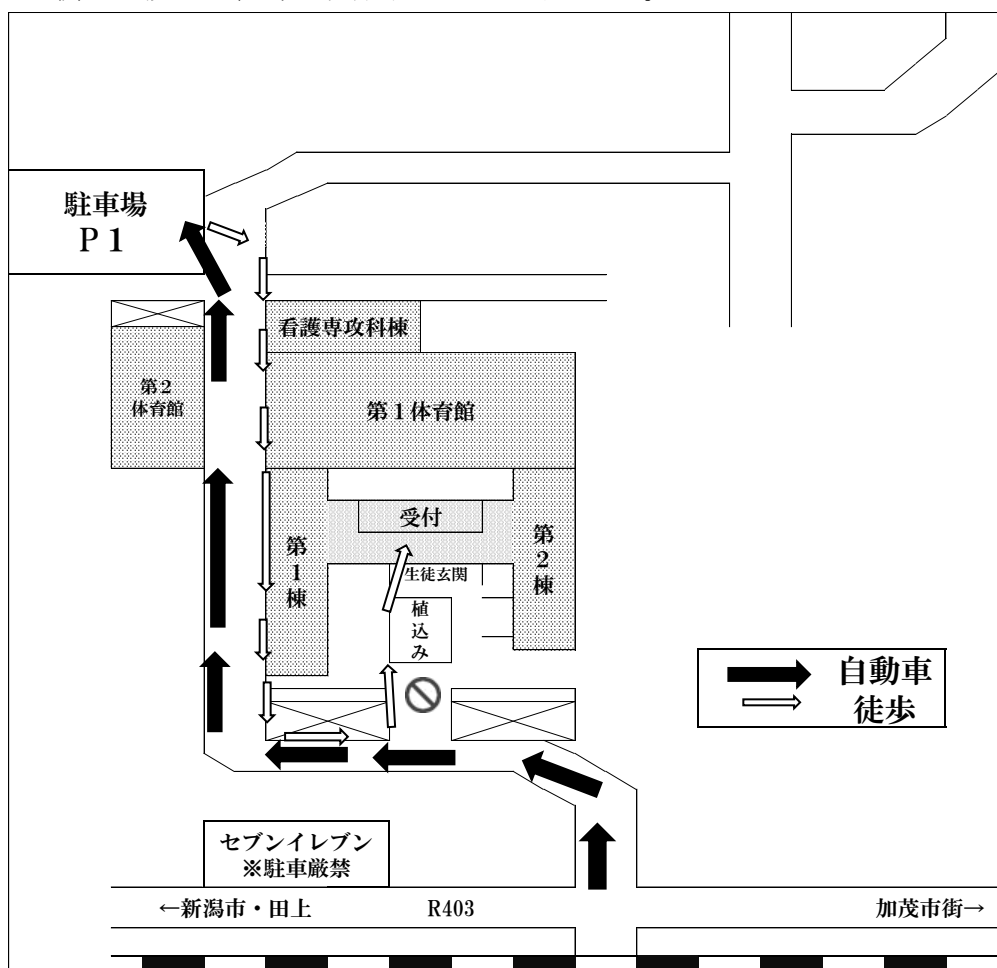 駐車場
P1
看護専攻科棟
第2
体育館
第1体育館
受付
第1棟
第2棟
生徒玄関
植込み
自動車
徒歩
セブンイレブン
※駐車厳禁
←新潟市・田上
R403
加茂市街→